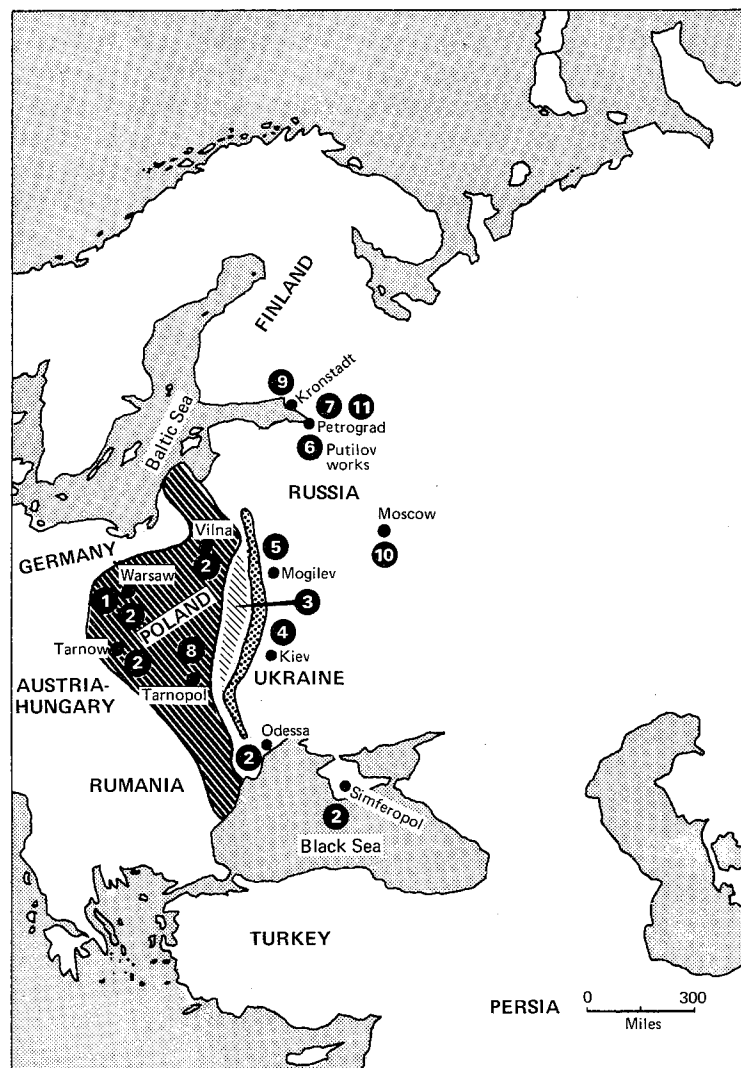 FINLAND
Baltic Sea
9
Kronstadt
7
11
Petrograd
6
Putilov
works
RUSSIA
Moscow
10
Vilna
2
GERMANY
5
Mogilev
Warsaw
1
2
POLAND
3
4
Kiev
Tarnow
2
8
UKRAINE
AUSTRIA-
HUNGARY
Tarnopol
Odessa
2
RUMANIA
Simferopol
2
Black Sea
TURKEY
PERSIA
0 300
Miles